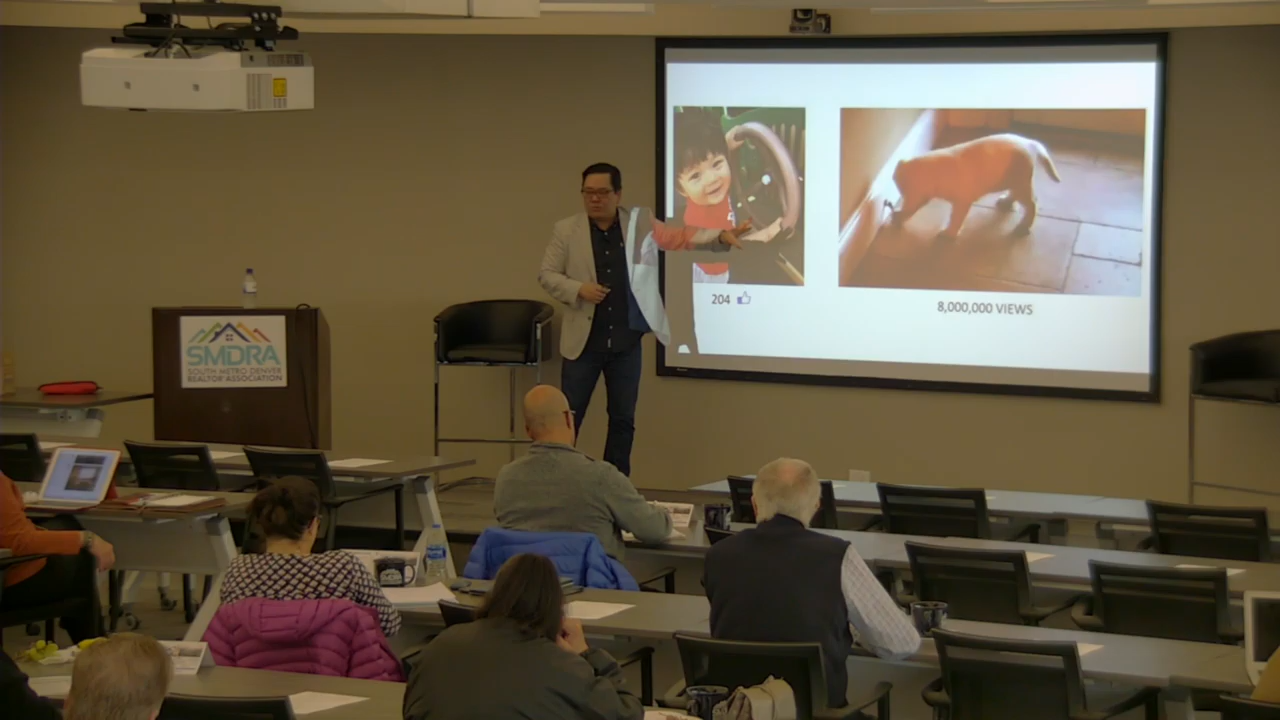 204
8,000,000 VIEWS
SMDRA
SOUTH METRO DENVER
REALTOR® ASSOCIATION